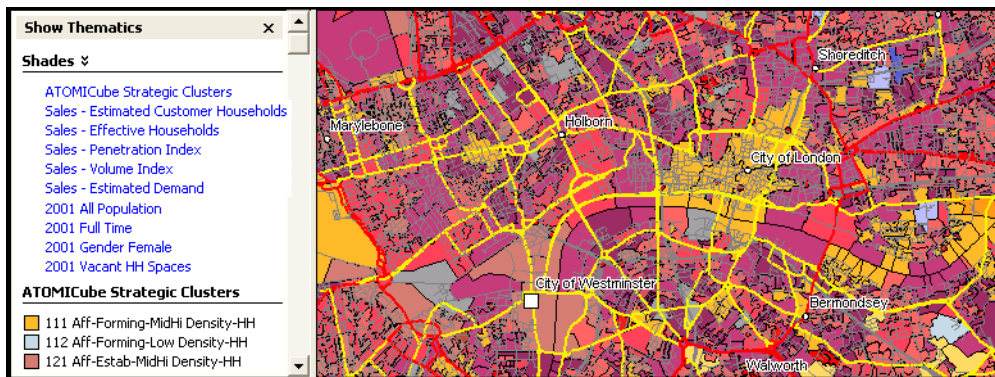 Show Thematics
Shades
ATOMICube Strategic Clusters
Sales - Estimated Customer Households
Sales - Effective Households
Sales - Penetration Index
Sales - Volume Index
Sales - Estimated Demand
2001 All Population
2001 Full Time
2001 Gender Female
2001 Vacant HH Spaces
ATOMICube Strategic Clusters
111 Aff-Forming-MidHi Density-HH
112 Aff-Forming-Low Density-HH
121 Aff-Estab-MidHi Density-HH
Shoreditch
Marylebone
Holborn
City of London
City of Westminster
Bermondsey
Walworth